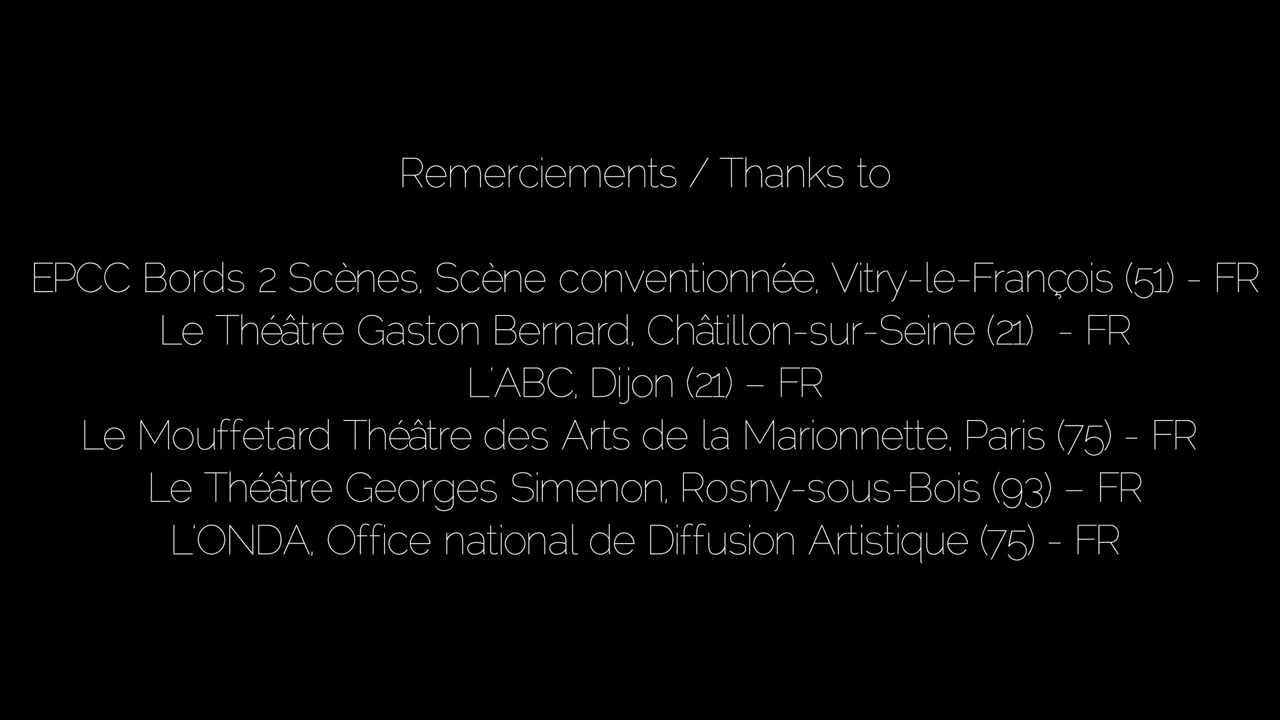 Remerciements / Thanks to
EPCC Bords 2 Scènes, Scène conventionnée, Vitry-le-François (51) - FR
Le Théâtre Gaston Bernard, Châtillon-sur-Seine (21)  - FR
L'ABC, Dijon (21) – FR
Le Mouffetard Théâtre des Arts de la Marionnette, Paris (75) - FR
Le Théâtre Georges Simenon, Rosny-sous-Bois (93) – FR
L'ONDA, Office national de Diffusion Artistique (75) - FR